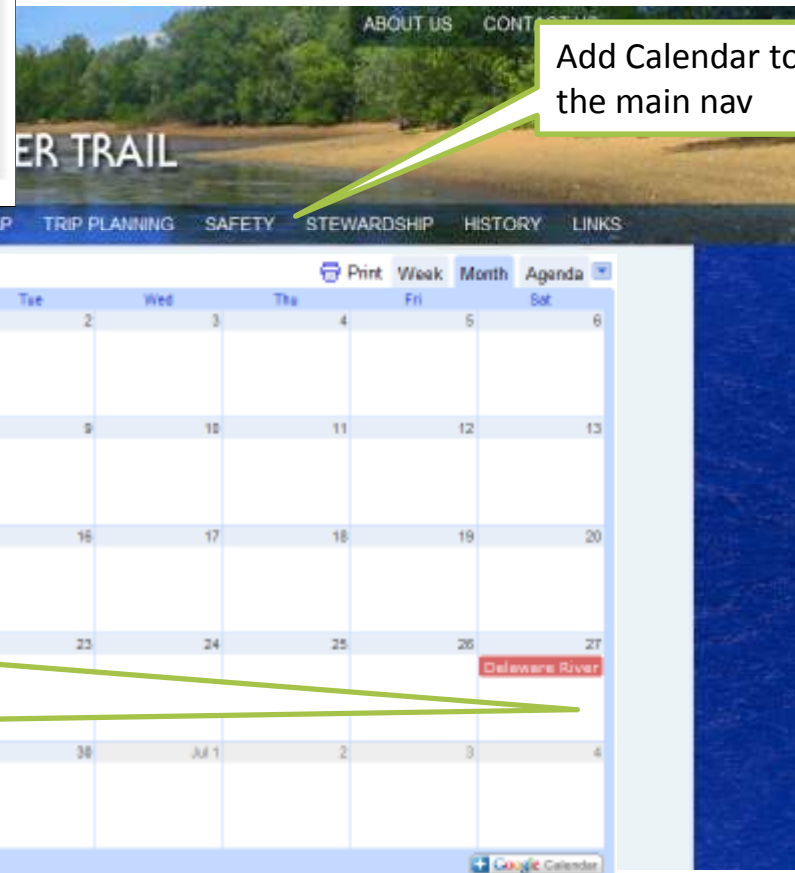 ABOUT US
Add Calendar to
the main nav
ER TRAIL
P TRIP PLANNING SAFETY STEWARDSHIP HISTORY LINKS
Print Week Month Agenda
Tue Wed Thu Fri Sat
2 3 4 5 6
9 10 11 12 13
16 17 18 19 20
23 24 25 26 27
Delaware River
30 Jul 1 2 3 4
Google Calendar